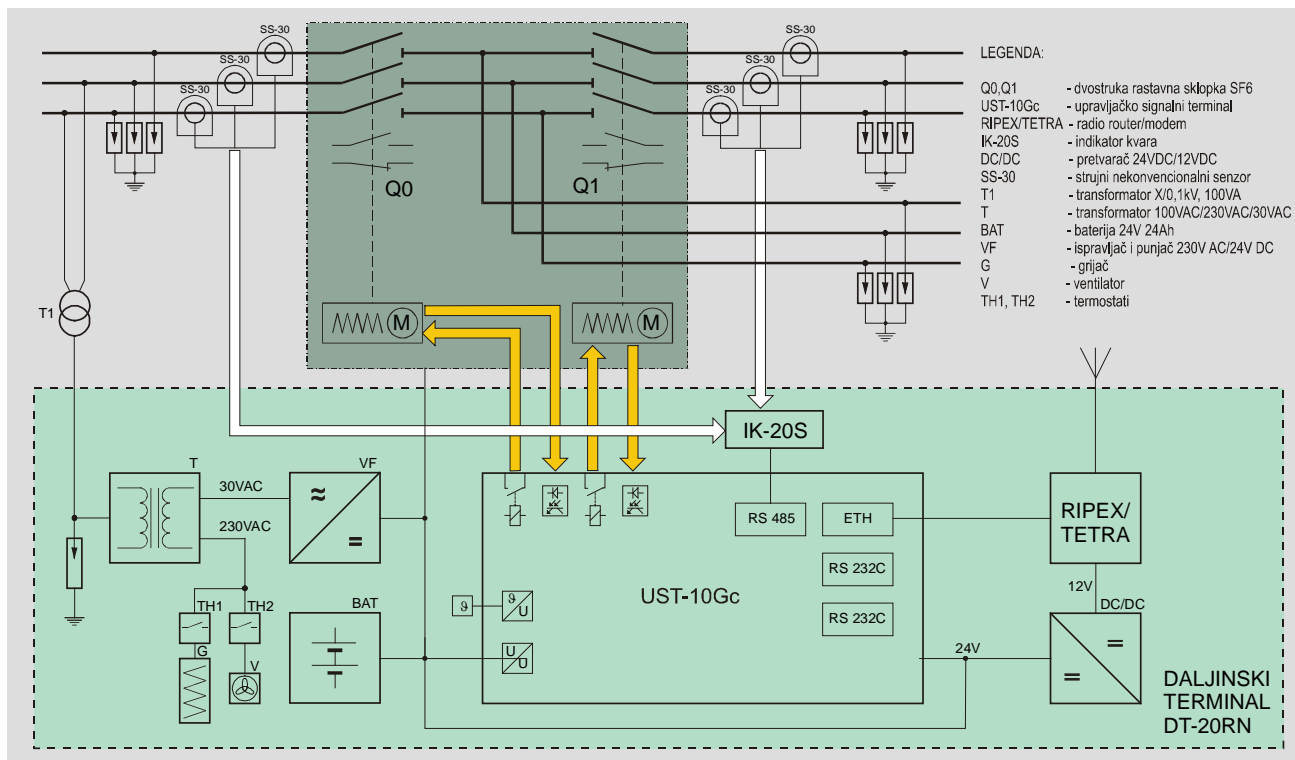 SS-30
SS-30
SS-30
SS-30
SS-30
SS-30
Q0
Q1
M
M
T1
LEGENDA:
Q0,Q1 - dvostruka rastavna sklopka SF6
UST-10Gc - upravljačko signalni terminal
RIPEX/TETRA - radio router/modem
IK-20S - indikator kvara
DC/DC - pretvarač 24VDC/12VDC
SS-30 - strujni nekonvencionalni senzor
T1 - transformator X/0,1kV, 100VA
T - transformator 100VAC/230VAC/30VAC
BAT - baterija 24V 24Ah
VF - ispravljač i punjač 230V AC/24V DC
G - grijač
V - ventilator
TH1, TH2 - termostati
IK-20S
T
30VAC
230VAC
VF
TH1
TH2
G
V
BAT
RS 485
ETH
RS 232C
RS 232C
UST-10Gc
ϑ
ϑ
U
U
U
RIPEX/
TETRA
12V
DC/DC
24V
DALJINSKI
TERMINAL
DT-20RN